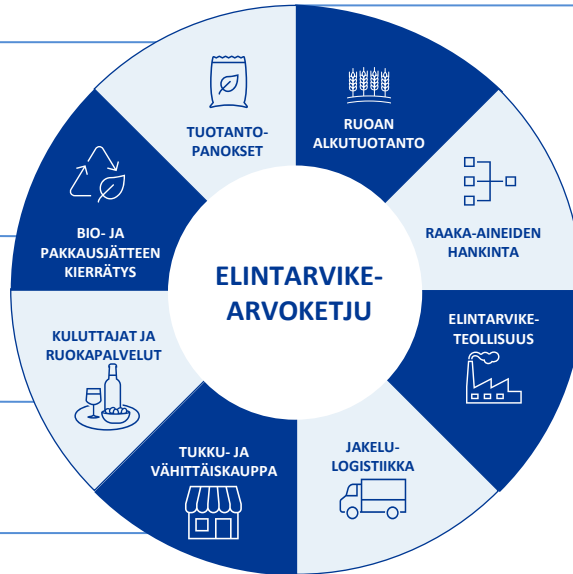 TUOTANTO-
PANOKSET
RUOAN
ALKUTUOTANTO
RAAKA-AINEIDEN
HANKINTA
ELINTARVIKE-
TEOLLISUUS
JAKELU-
LOGISTIIKKA
TUKKU- JA
VÄHITTÄISKAUPPA
KULUTTAJAT JA
RUOKAPALVELUT
BIO- JA
PAKKAUSJÄTTEEN
KIERRÄTYS
ELINTARVIKE-
ARVOKETJU